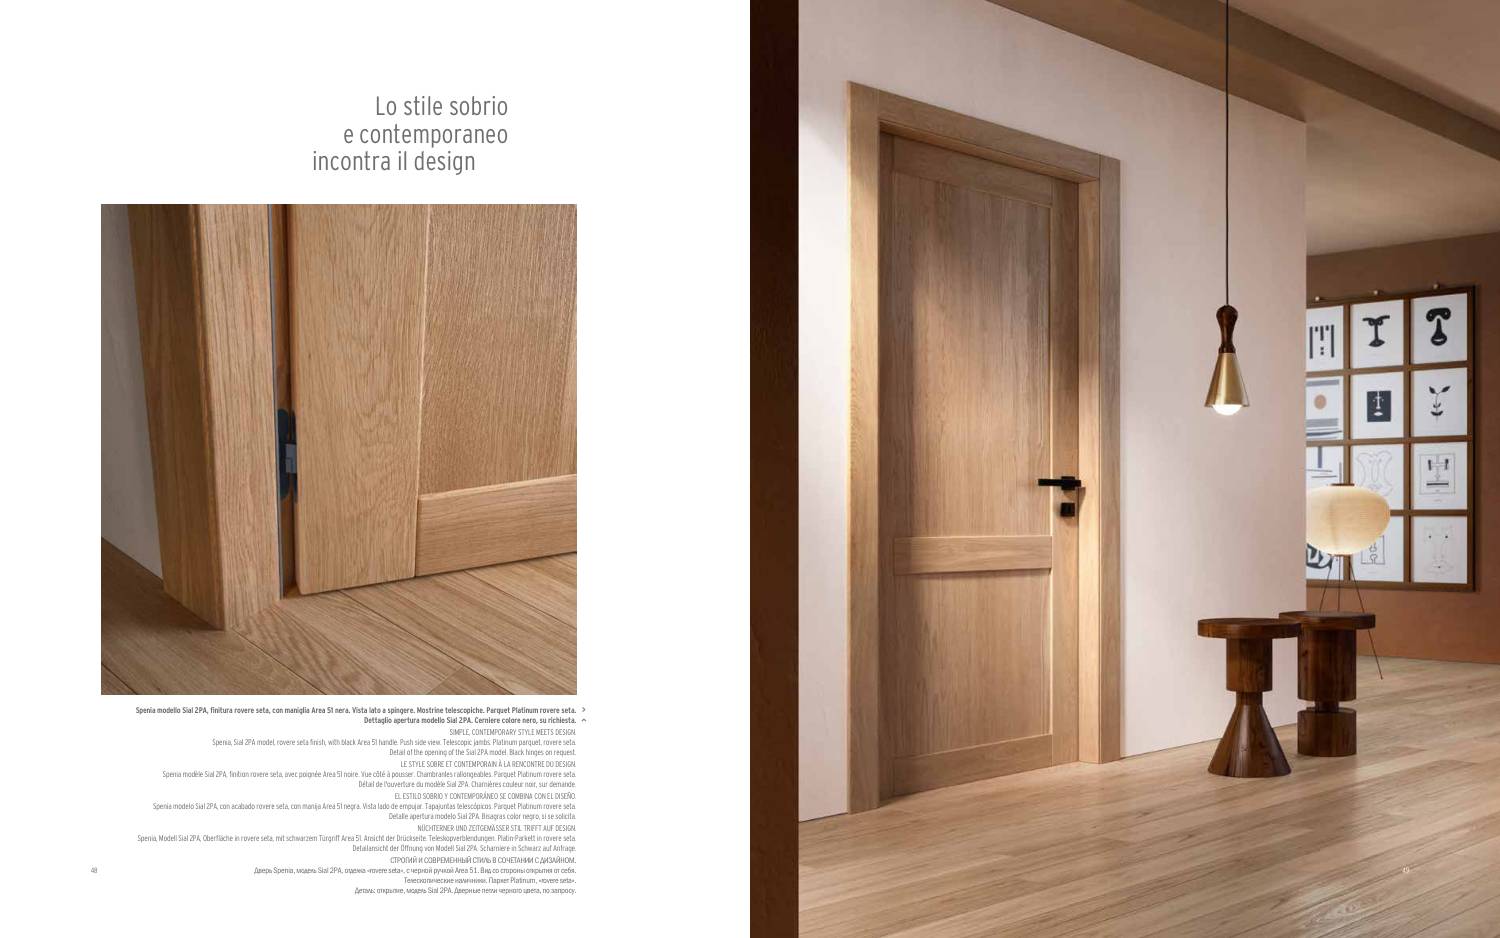 Lo stile sobrio
e contemporaneo
incontra il design
Spenia modello Sial 2PA, finitura rovere seta, con maniglia Area 51 nera. Vista lato a spingere. Mostrine telescopiche. Parquet Platinum rovere seta.
Dettaglio apertura modello Sial 2PA. Cerniere colore nero, su richiesta.
SIMPLE, CONTEMPORARY STYLE MEETS DESIGN.
Spenia, Sial 2PA model, rovere seta finish, with black Area 51 handle. Push side view. Telescopic jambs. Platinum parquet, rovere seta.
Detail of the opening of the Sial 2PA model. Black hinges on request.
LE STYLE SOBRE ET CONTEMPORAIN À LA RENCONTRE DU DESIGN.
Spenia modèle Sial 2PA, finition rovere seta, avec poignée Area 51 noire. Vue côté à pousser. Chambranles rallongeables. Parquet Platinum rovere seta.
Détail de l'ouverture du modèle Sial 2PA. Charnières couleur noir, sur demande.
EL ESTILO SOBRIO Y CONTEMPORÁNEO SE COMBINA CON EL DISEÑO.
Spenia modelo Sial 2PA, con acabado rovere seta, con manija Area 51 negra. Vista lado de empujar. Tapajuntas telescópicos. Parquet Platinum rovere seta.
Detalle apertura modelo Sial 2PA. Bisagras color negro, si se solicita.
NÜCHTERNER UND ZEITGEMÄSSER STIL TRIFFT AUF DESIGN.
Spenia, Modell Sial 2PA, Oberfläche in rovere seta, mit schwarzem Türgriff Area 51. Ansicht der Drückseite. Teleskopverblendungen. Platin-Parkett in rovere seta.
Detailansicht der Öffnung von Modell Sial 2PA. Scharniere in Schwarz auf Anfrage.
СТРОГИЙ И СОВРЕМЕННЫЙ СТИЛЬ В СОЧЕТАНИИ С ДИЗАЙНОМ.
Дверь Spenia, модель Sial 2PA, отделка «rovere seta», с черной ручкой Area 51. Вид со стороны открытия от себя.
Телескопические наличники. Паркет Platinum, «rovere seta».
Деталь: открытие, модель Sial 2PA. Дверные петли черного цвета, по запросу.
48
49